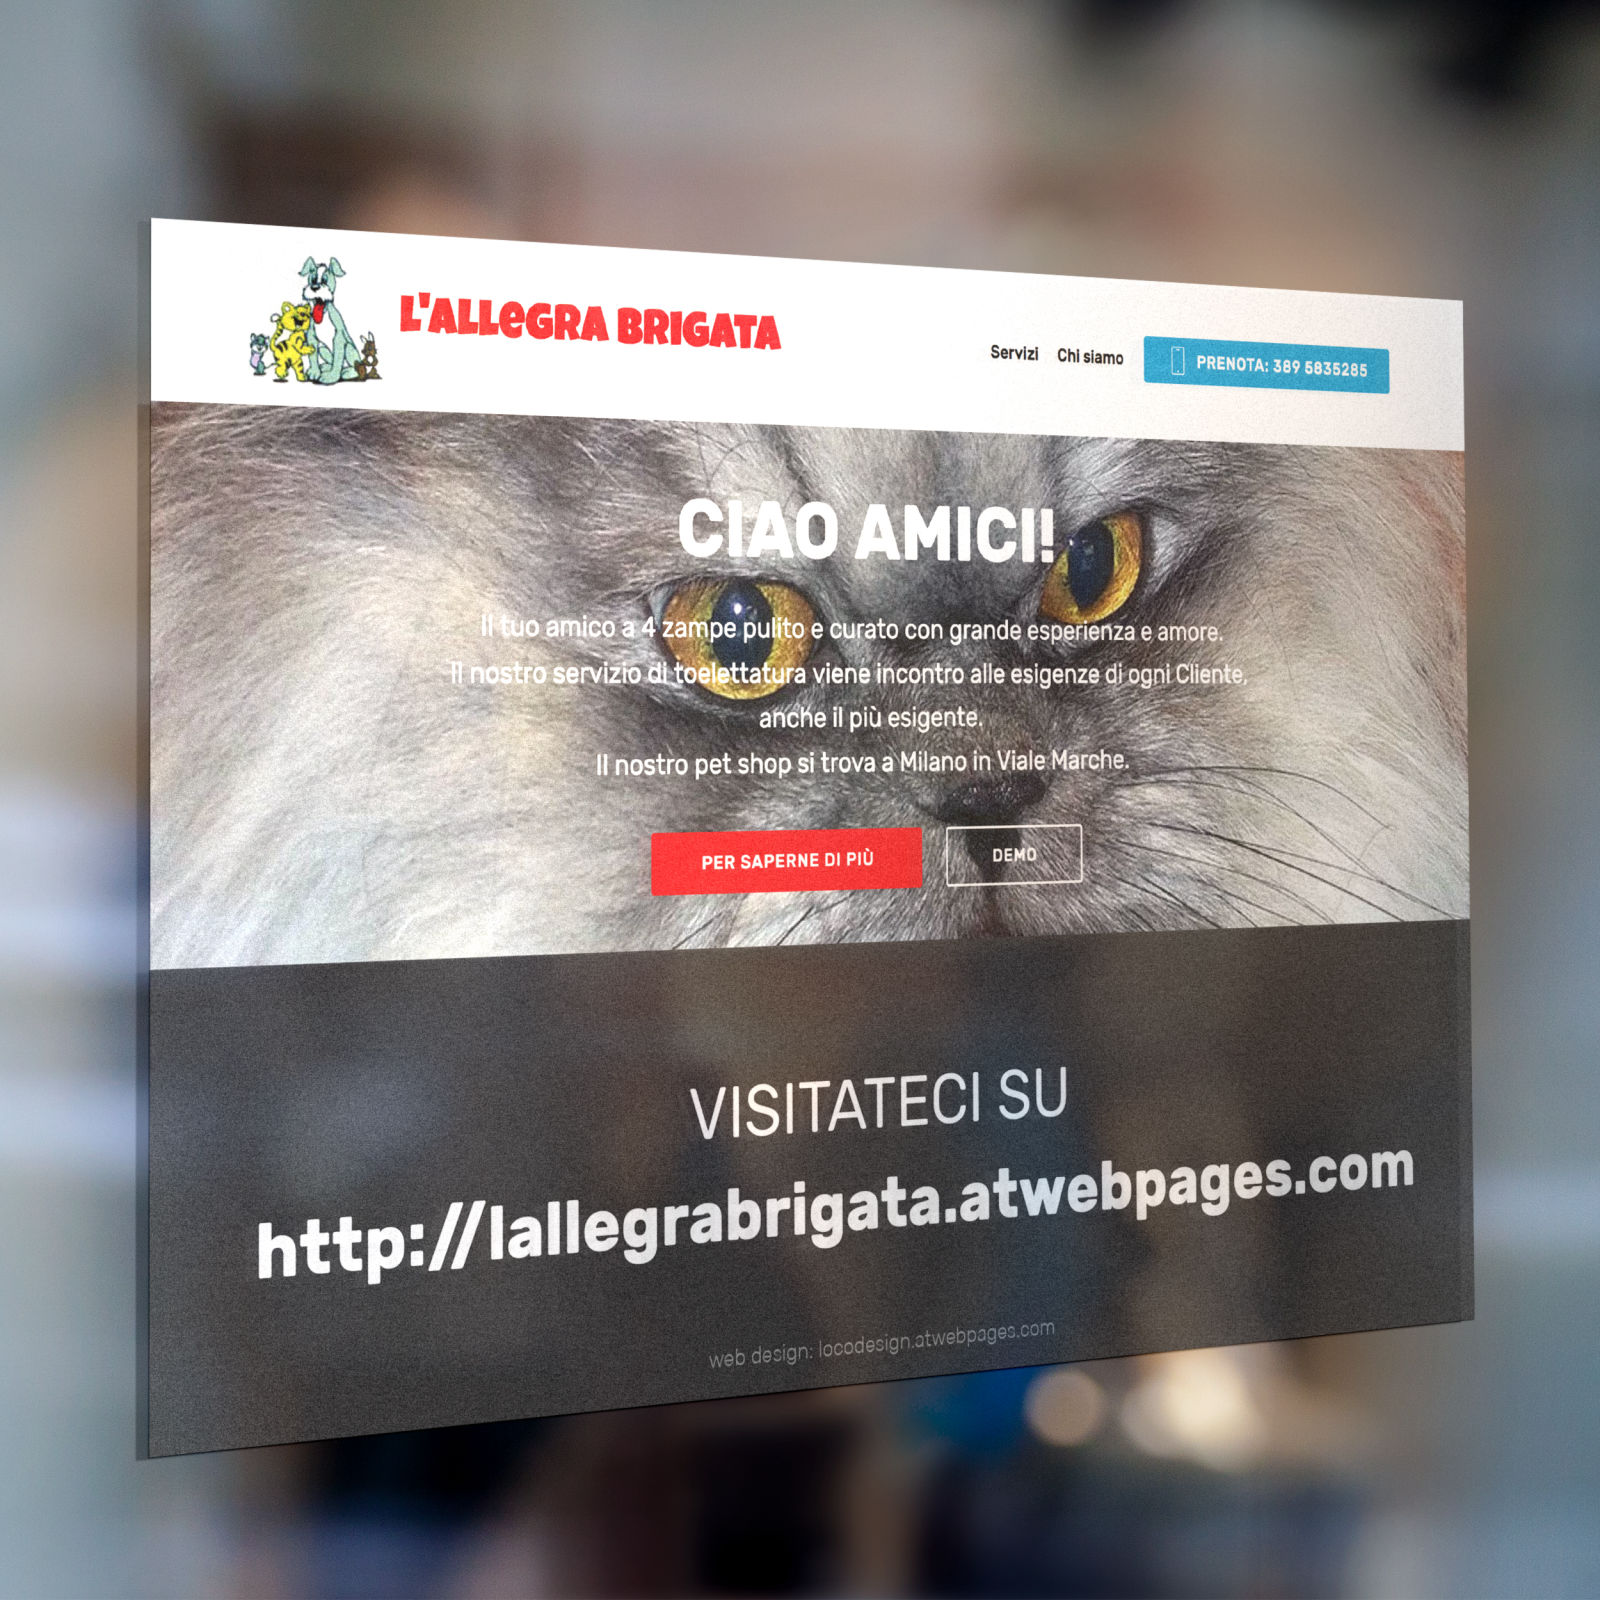 L'ALLeGRA BRIGATA
Servizi Chi siamo PRENOTA: 389 5835285
CIAO AMICI!
Il tuo amico a 4 zampe pulito e curato con grande esperienza e amore.
Il nostro servizio di toelettatura viene incontro alle esigenze di ogni Cliente,
anche il più esigente.
Il nostro pet shop si trova a Milano in Viale Marche.
PER SAPERNE DI PIÙ DEMO
VISITATECI SU
http://lallegrabrigata.atwebpages.com
web design: locodesign.atwebpages.com